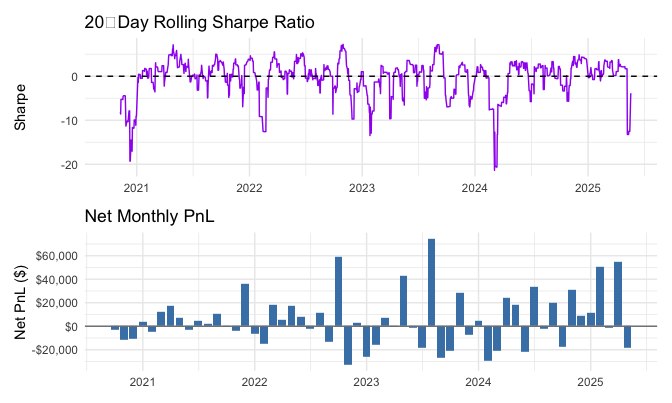 20▯Day Rolling Sharpe Ratio
Sharpe
0
-10
-20
2021 2022 2023 2024 2025
Net Monthly PnL
Net PnL ($)
$60,000
$40,000
$20,000
$0
-$20,000
2021 2022 2023 2024 2025